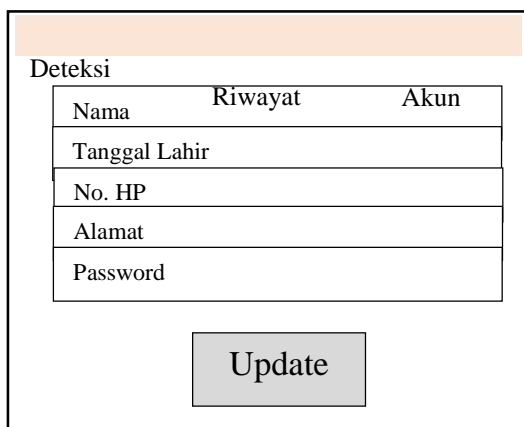 Deteksi
Riwayat Akun
Nama
Tanggal Lahir
No. HP
Alamat
Password
Update